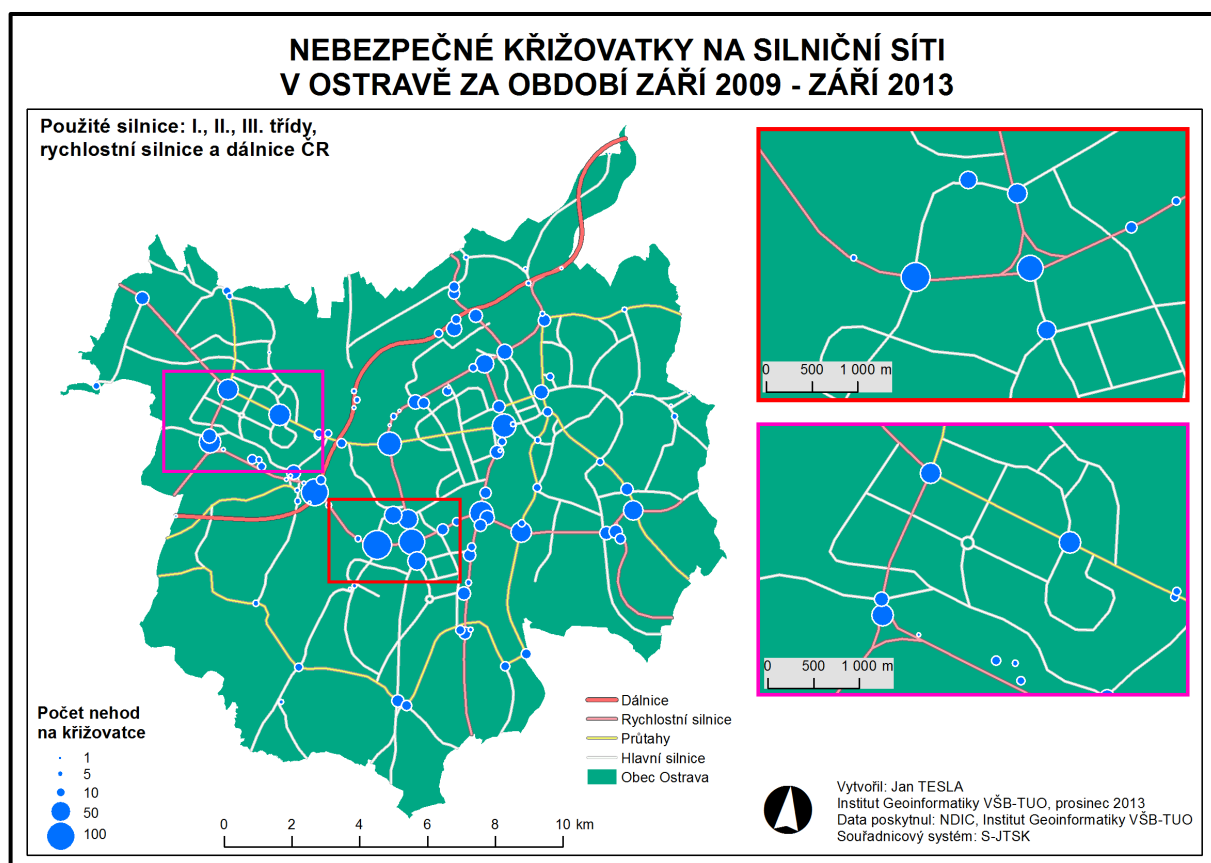 NEBEZPEČNÉ KŘIŽOVATKY NA SILNIČNÍ SÍTI
V OSTRAVĚ ZA OBDOBÍ ZÁŘÍ 2009 - ZÁŘÍ 2013
Použité silnice: I., II., III. třídy,
rychlostní silnice a dálnice ČR
0 500 1 000 m
0 500 1 000 m
Počet nehod
na křižovatce
1
5
10
50
100
0 2 4 6 8 10 km
Dálnice
Rychlostní silnice
Průtahy
Hlavní silnice
Obec Ostrava
Vytvořil: Jan TESLA
Institut Geoinformatiky VŠB-TUO, prosinec 2013
Data poskytnul: NDIC, Institut Geoinformatiky VŠB-TUO
Souřadnicový systém: S-JTSK